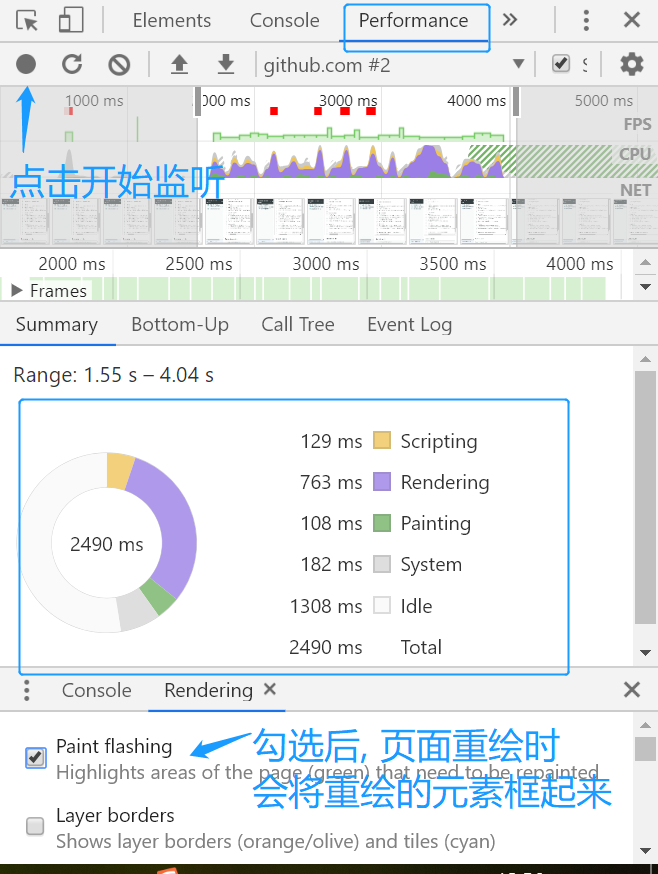 Elements Console Performance
github.com #2
1000 ms 000 ms 3000 ms 4000 ms 5000 ms
FPS
CPU
点击开始监听
NET
2000 ms 2500 ms 3000 ms 3500 ms 4000 ms
Frames
Summary Bottom-Up Call Tree Event Log
Range: 1.55 s – 4.04 s
129 ms Scripting
763 ms Rendering
108 ms Painting
2490 ms
182 ms System
1308 ms Idle
2490 ms Total
Console Rendering
Paint flashing
勾选后, 页面重绘时
Highlights areas of the page (green) that need to be repainted
会将重绘的元素框起来
Layer borders
Shows layer borders (orange/olive) and tiles (cyan)